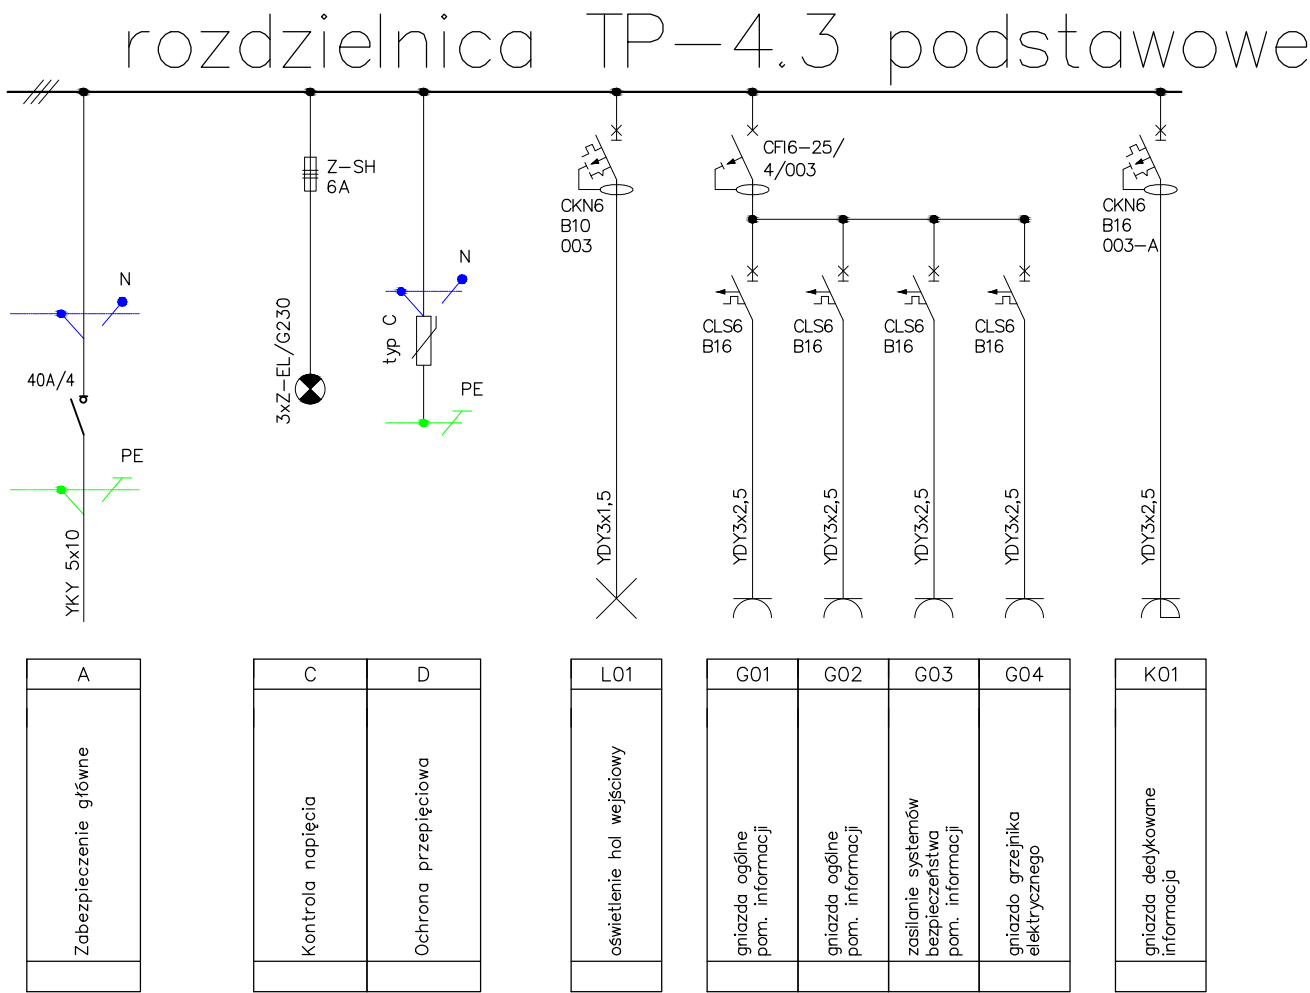 rozdzielnica TP-4.3 podstawowe
CFI6-25/
4/003
Z-SH
6A
CKN6
B10
003
CKN6
B16
003-A
N
N
3xZ-EL/G230
typ C
CLS6
B16
CLS6
B16
CLS6
B16
CLS6
B16
40A/4
PE
PE
YKY 5x10
YDY3x1,5
YDY3x2,5
YDY3x2,5
YDY3x2,5
YDY3x2,5
YDY3x2,5
A
C
D
L01
G01
G02
G03
G04
K01
Zabezpieczenie główne
Kontrola napięcia
Ochrona przepięciowa
oświetlenie hol wejściowy
gniazda ogólne
pom. informacji
gniazda ogólne
pom. informacji
zasilanie systemów
bezpieczeństwa
pom. informacji
gniazdo grzejnika
elektrycznego
gniazda dedykowane
informacja